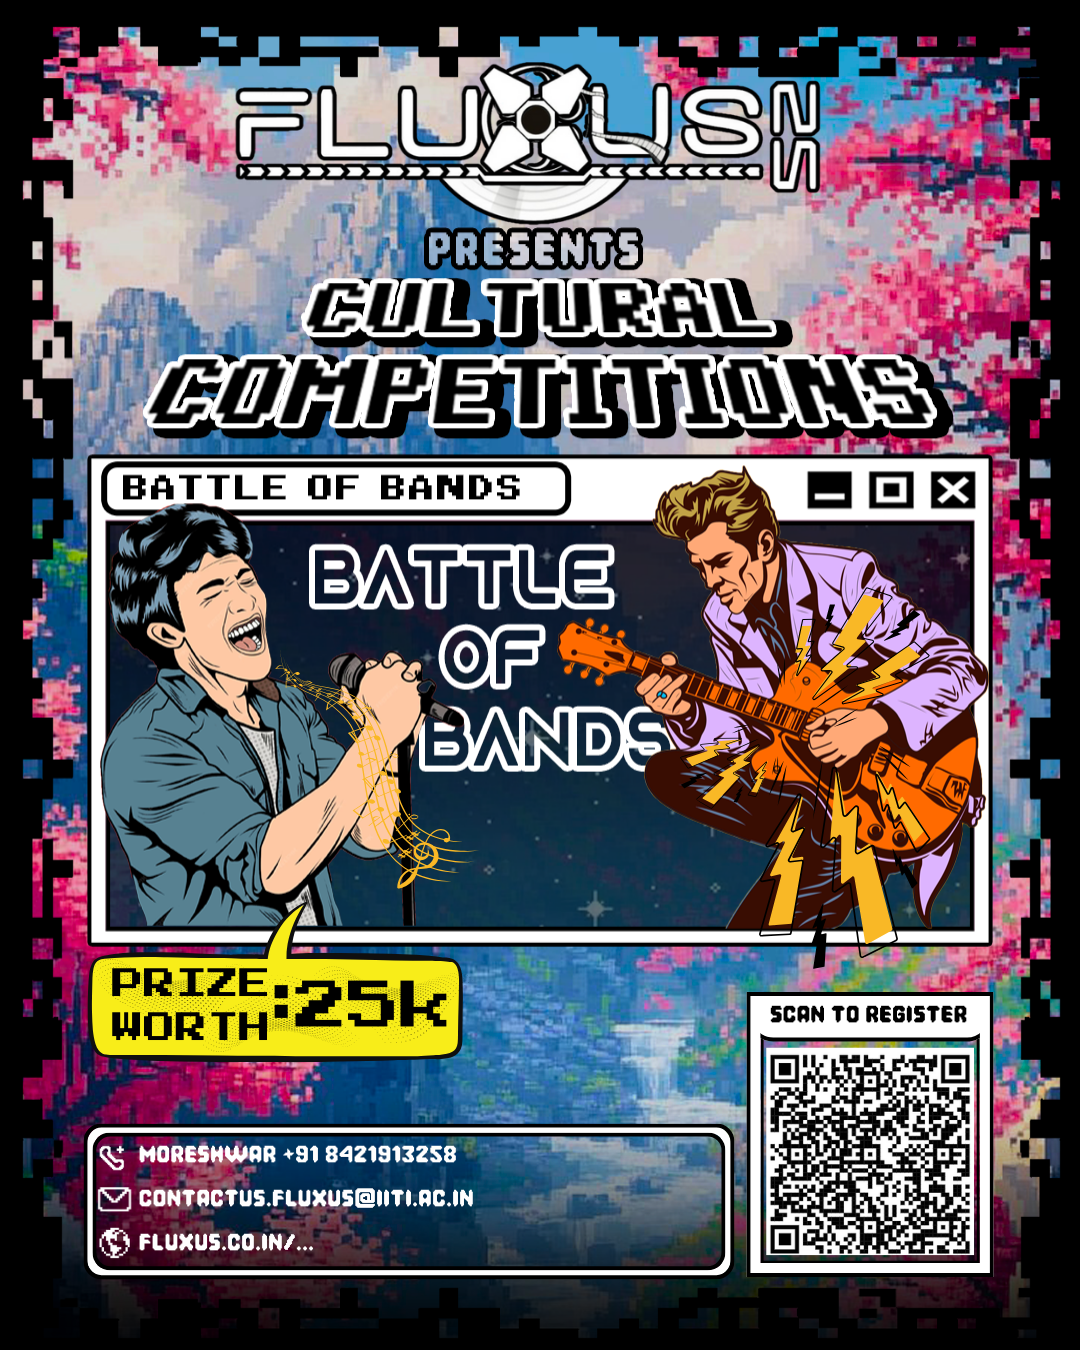 FLUXUS 25
PRESENTS
CULTURAL
COMPETITIONS
BATTLE OF BANDS
BATTLE
OF
BANDS
PRIZE
WORTH :25k
SCAN TO REGISTER
MORESHWAR +91 8421913258
CONTACTUS.FLUXUS@IITI.AC.IN
FLUXUS.CO.IN/...